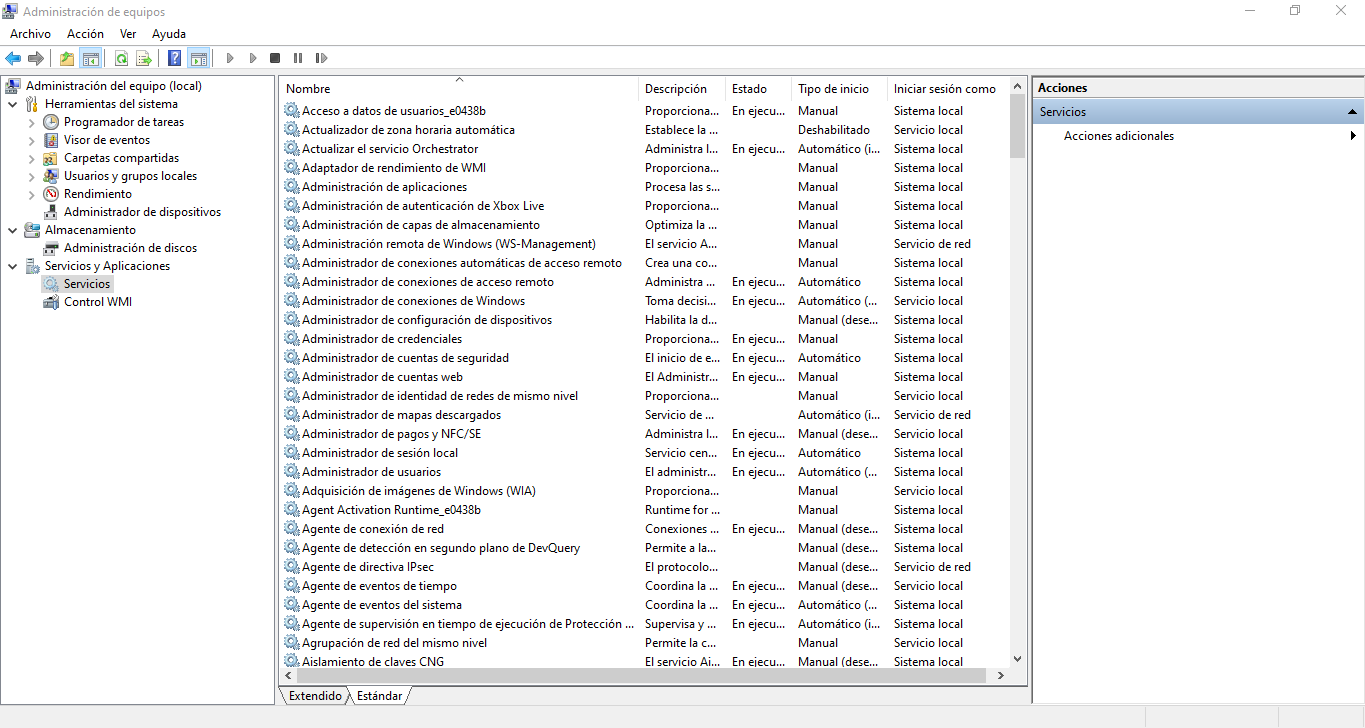 Administración de equipos
Archivo Acción Ver Ayuda
Administración del equipo (local)
Herramientas del sistema
Programador de tareas
Visor de eventos
Carpetas compartidas
Usuarios y grupos locales
Rendimiento
Administrador de dispositivos
Almacenamiento
Administración de discos
Servicios y Aplicaciones
Servicios
Control WMI
Nombre Descripción Estado Tipo de inicio Iniciar sesión como
Acceso a datos de usuarios_e0438b Proporciona... En ejecu... Manual Sistema local
Actualizador de zona horaria automática Establece la ... Deshabilitado Servicio local
Actualizar el servicio Orchestrator Administra l... En ejecu... Automático (i... Sistema local
Adaptador de rendimiento de WMI Proporciona... Manual Sistema local
Administración de aplicaciones Procesa las s... Manual Sistema local
Administración de autenticación de Xbox Live Proporciona... Manual Sistema local
Administración de capas de almacenamiento Optimiza la ... Manual Sistema local
Administración remota de Windows (WS-Management) El servicio A... Manual Servicio de red
Administrador de conexiones automáticas de acceso remoto Crea una co... Manual Sistema local
Administrador de conexiones de acceso remoto Administra ... En ejecu... Automático Sistema local
Administrador de conexiones de Windows Toma decisi... En ejecu... Automático (... Servicio local
Administrador de configuración de dispositivos Habilita la d... Manual (dese... Sistema local
Administrador de credenciales Proporciona... En ejecu... Manual Sistema local
Administrador de cuentas de seguridad El inicio de e... En ejecu... Automático Sistema local
Administrador de cuentas web El Administr... En ejecu... Manual Sistema local
Administrador de identidad de redes de mismo nivel Proporciona... Manual Servicio local
Administrador de mapas descargados Servicio de ... Automático (i... Servicio de red
Administrador de pagos y NFC/SE Administra l... En ejecu... Manual (dese... Servicio local
Administrador de sesión local Servicio cen... En ejecu... Automático Sistema local
Administrador de usuarios El administr... En ejecu... Automático (... Sistema local
Adquisición de imágenes de Windows (WIA) Proporciona... Manual Servicio local
Agent Activation Runtime_e0438b Runtime for ... Manual Sistema local
Agente de conexión de red Conexiones ... En ejecu... Manual (dese... Sistema local
Agente de detección en segundo plano de DevQuery Permite a la... Manual (dese... Sistema local
Agente de directiva IPsec El protocolo... Manual (dese... Servicio de red
Agente de eventos de tiempo Coordina la ... En ejecu... Manual (dese... Servicio local
Agente de eventos del sistema Coordina la ... En ejecu... Automático (... Sistema local
Agente de supervisión en tiempo de ejecución de Protección ... Supervisa y ... En ejecu... Automático (i... Sistema local
Agrupación de red del mismo nivel Permite la c... Manual Servicio local
Aislamiento de claves CNG El servicio Ai... En ejecu... Manual (dese... Sistema local
Extendido Estándar
Acciones
Servicios
Acciones adicionales